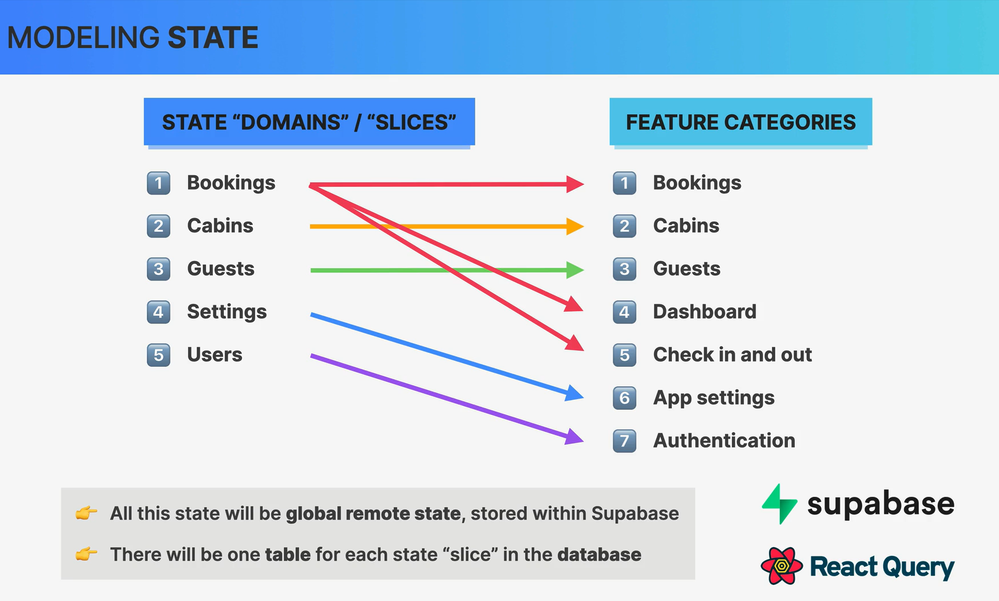 MODELING STATE
STATE “DOMAINS” / “SLICES”
1 Bookings
2 Cabins
3 Guests
4 Settings
5 Users
FEATURE CATEGORIES
1 Bookings
2 Cabins
3 Guests
4 Dashboard
5 Check in and out
6 App settings
7 Authentication
All this state will be global remote state, stored within Supabase
There will be one table for each state “slice” in the database
supabase
React Query